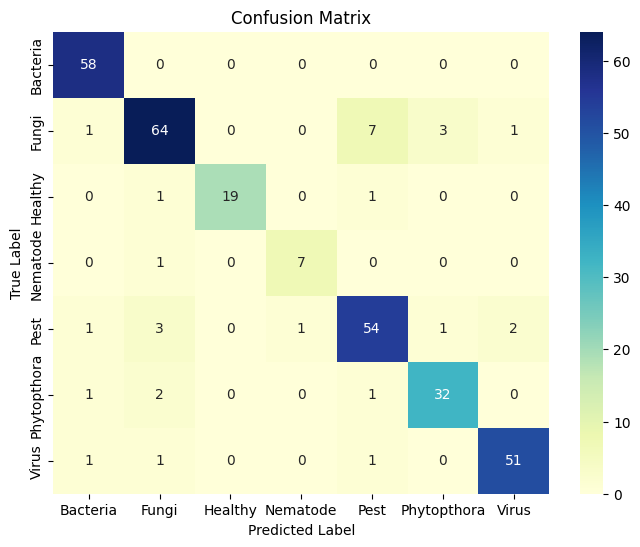 Confusion Matrix
Bacteria 58 0 0 0 0 0 0
Fungi 1 64 0 0 7 3 1
Healthy 0 1 19 0 1 0 0
Nematode 0 1 0 7 0 0 0
Pest 1 3 0 1 54 1 2
Phytopthora 1 2 0 0 1 32 0
Virus 1 1 0 0 1 0 51
Bacteria Fungi Healthy Nematode Pest Phytopthora Virus
Predicted Label
True Label
60
50
40
30
20
10
0